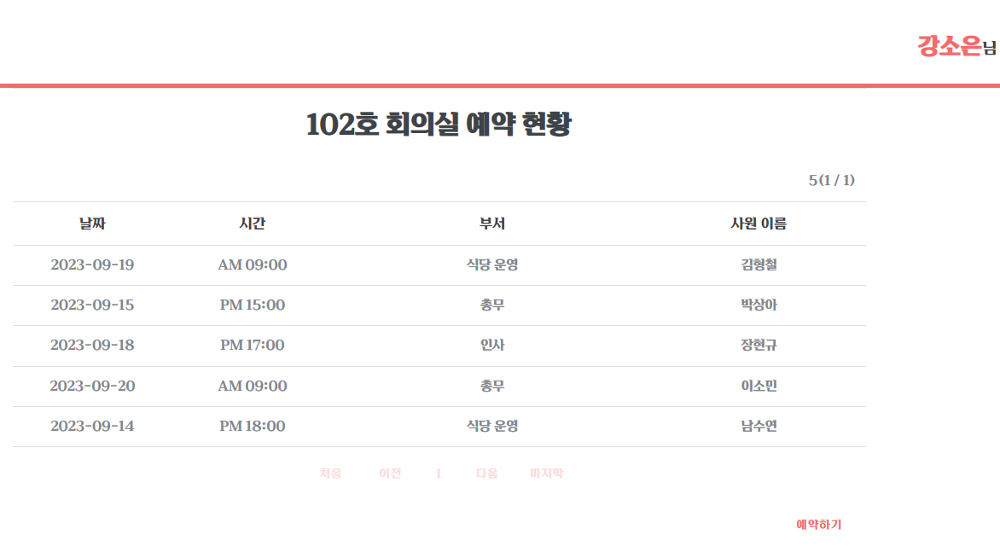 강소은님
102호 회의실 예약 현황
5(1 / 1)
날짜 시간 부서 사원 이름
2023-09-19 AM 09:00 식당 운영 김형철
2023-09-15 PM 15:00 총무 박상아
2023-09-18 PM 17:00 인사 장현규
2023-09-20 AM 09:00 총무 이소민
2023-09-14 PM 18:00 식당 운영 남수연
처음 이전 1 다음 마지막
예약하기